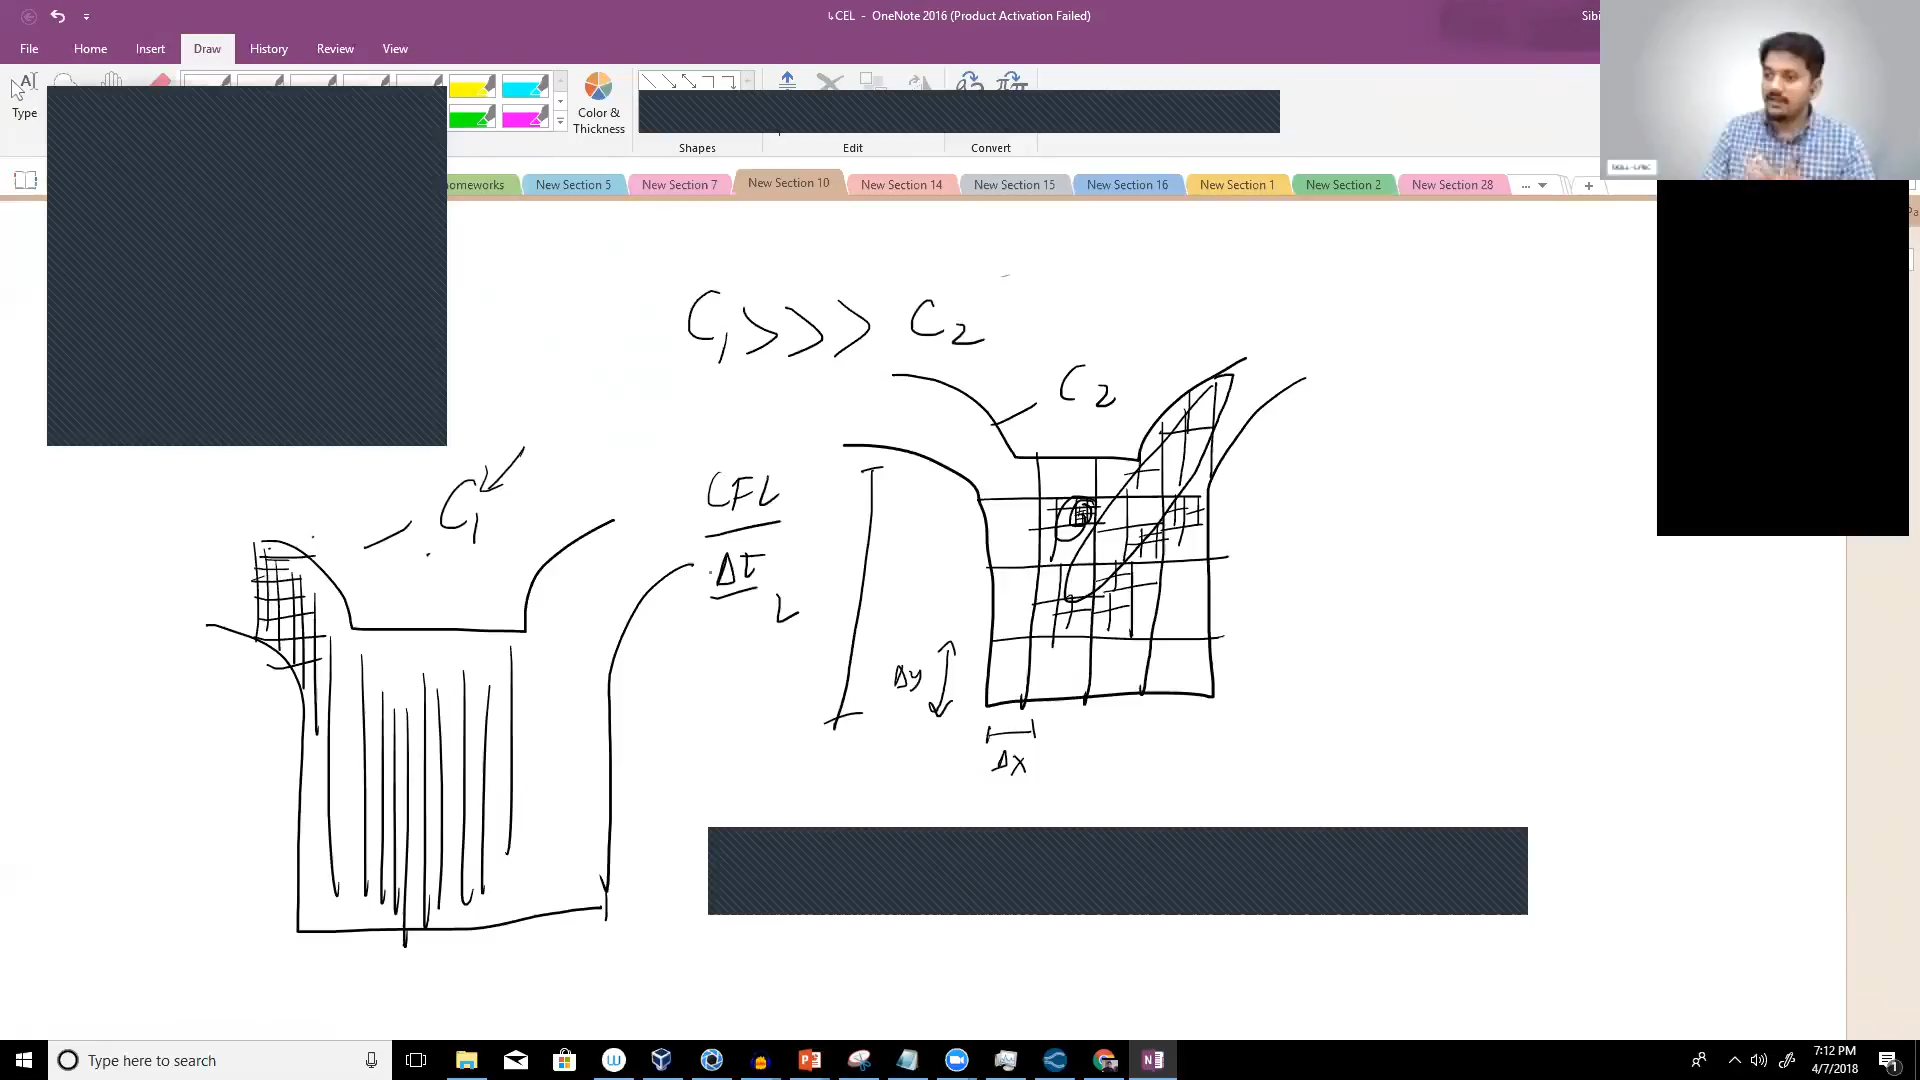 ↳CEL - OneNote 2016 (Product Activation Failed)
Sibi
File Home Insert Draw History Review View
Type
Color & Thickness
Shapes
Edit
Convert
omeworks New Section 5 New Section 7 New Section 10 New Section 14 New Section 15 New Section 16 New Section 1 New Section 2 New Section 28 ...
Pa
C1 >>> C2
C2
C1
CFL
Δt
Δy
Δx
Type here to search
7:12 PM
4/7/2018
1